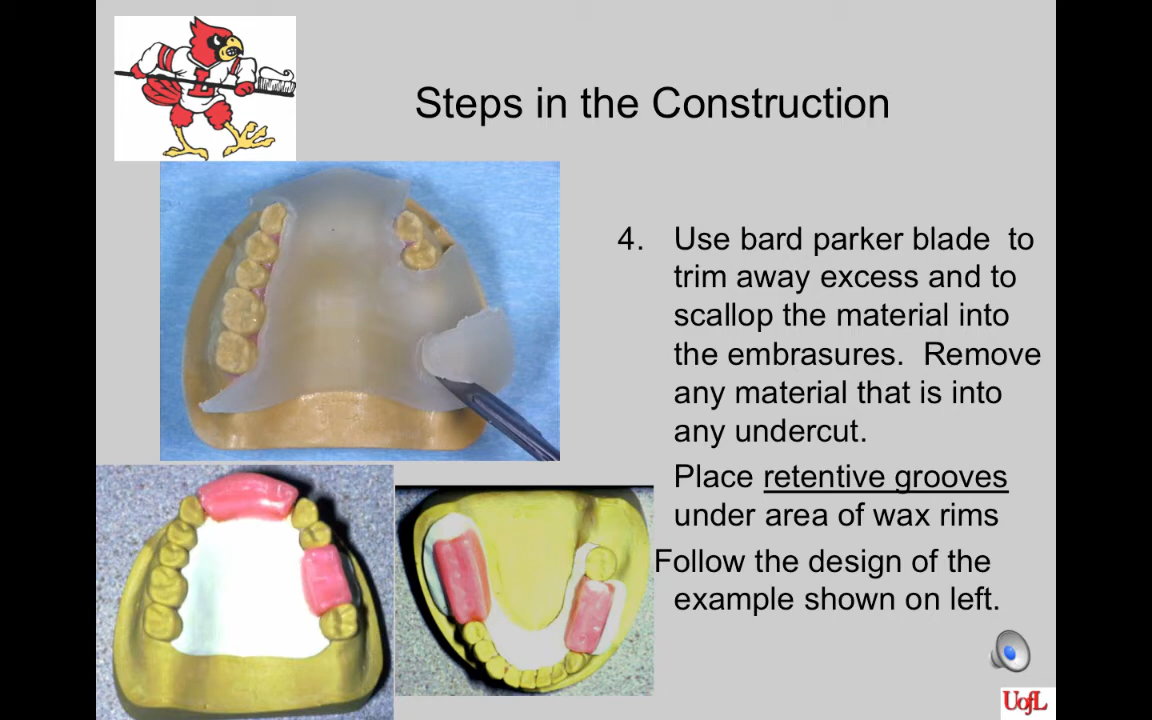 Steps in the Construction
4. Use bard parker blade to
trim away excess and to
scallop the material into
the embrasures. Remove
any material that is into
any undercut.
Place retentive grooves
under area of wax rims
Follow the design of the
example shown on left.
UofL